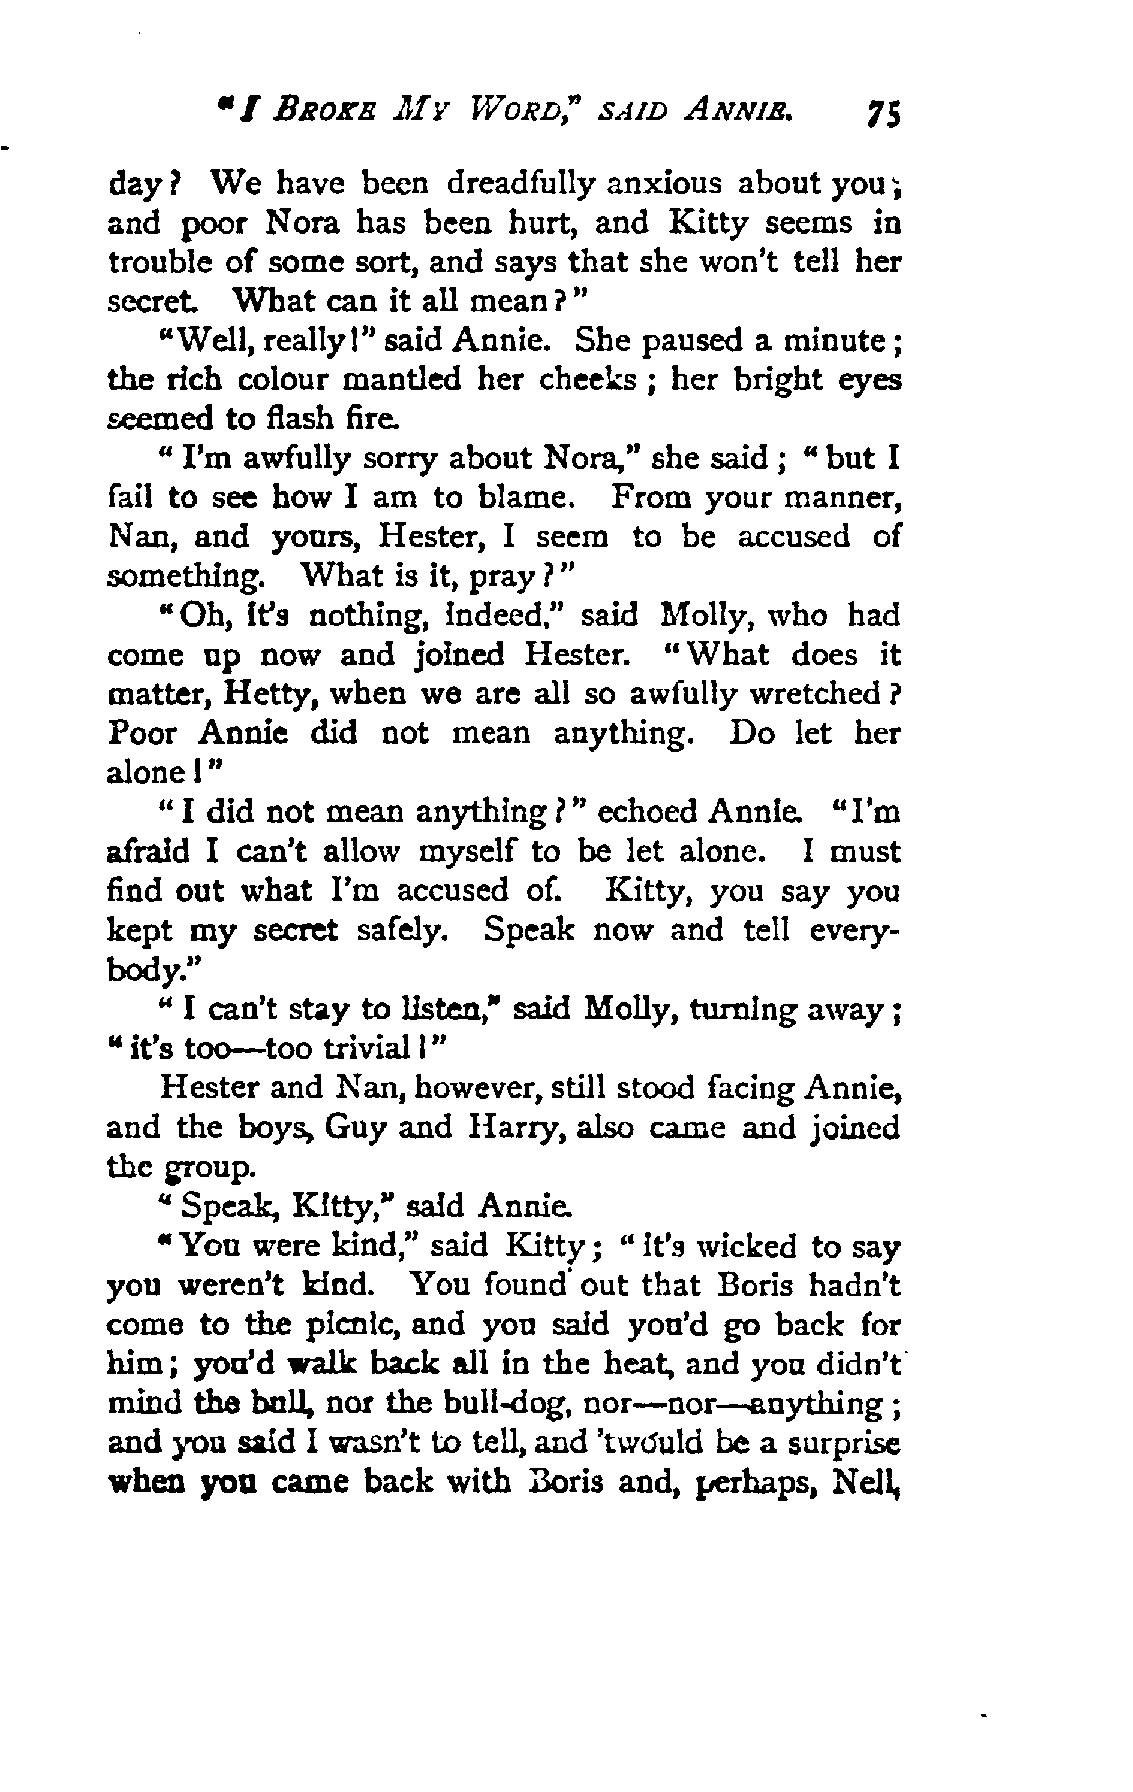 "I BROKE MY WORD," SAID ANNIE. 75
day? We have been dreadfully anxious about you;
and poor Nora has been hurt, and Kitty seems in
trouble of some sort, and says that she won't tell her
secret. What can it all mean?"
"Well, really!" said Annie. She paused a minute;
the rich colour mantled her cheeks; her bright eyes
seemed to flash fire.
"I'm awfully sorry about Nora," she said; "but I
fail to see how I am to blame. From your manner,
Nan, and yours, Hester, I seem to be accused of
something. What is it, pray?"
"Oh, it's nothing, indeed," said Molly, who had
come up now and joined Hester. "What does it
matter, Hetty, when we are all so awfully wretched?
Poor Annie did not mean anything. Do let her
alone!"
"I did not mean anything?" echoed Annie. "I'm
afraid I can't allow myself to be let alone. I must
find out what I'm accused of. Kitty, you say you
kept my secret safely. Speak now and tell every-
body."
"I can't stay to listen," said Molly, turning away;
"it's too—too trivial!"
Hester and Nan, however, still stood facing Annie,
and the boys, Guy and Harry, also came and joined
the group.
"Speak, Kitty," said Annie.
"You were kind," said Kitty; "it's wicked to say
you weren't kind. You found out that Boris hadn't
come to the picnic, and you said you'd go back for
him; you'd walk back all in the heat, and you didn't
mind the bull, nor the bull-dog, nor—nor—anything;
and you said I wasn't to tell, and 'twould be a surprise
when you came back with Boris and, perhaps, Nell,